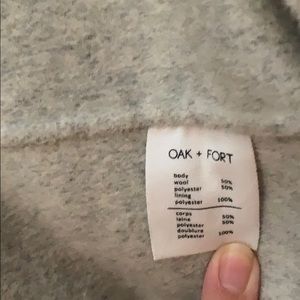 OAK + FORT
body
wool 50%
polyester 50%
lining
polyester 100%
corps
laine 50%
polyester 50%
doublure
polyester 100%